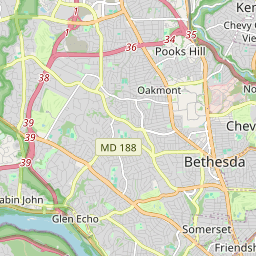 Ken
1
1
35
Chevy C
Vie
36
34
Pooks Hill
38
Oakmont
No
39
39
MD 188
Chev
39
Bethesda
abin John
Glen Echo
Somerset
Friendsh